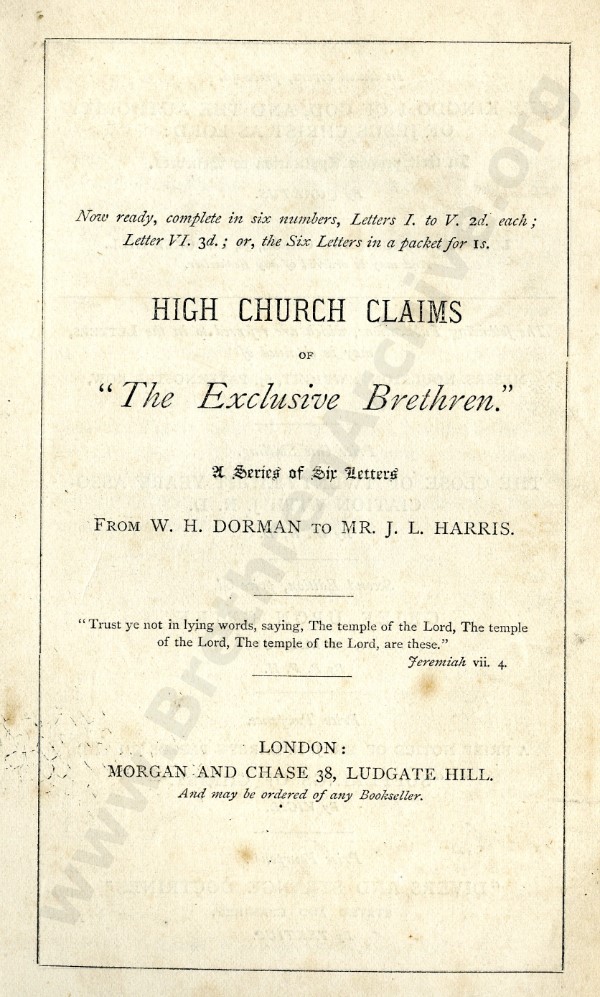 Now ready, complete in six numbers, Letters I. to V. 2d. each;
Letter VI. 3d.; or, the Six Letters in a packet for 1s.
HIGH CHURCH CLAIMS
OF
"The Exclusive Brethren."
A Series of Six Letters
FROM W. H. DORMAN TO MR. J. L. HARRIS.
"Trust ye not in lying words, saying, The temple of the Lord, The temple
of the Lord, The temple of the Lord, are these."
Jeremiah vii. 4.
LONDON:
MORGAN AND CHASE 38, LUDGATE HILL.
And may be ordered of any Bookseller.
www.BrethrenArchive.org